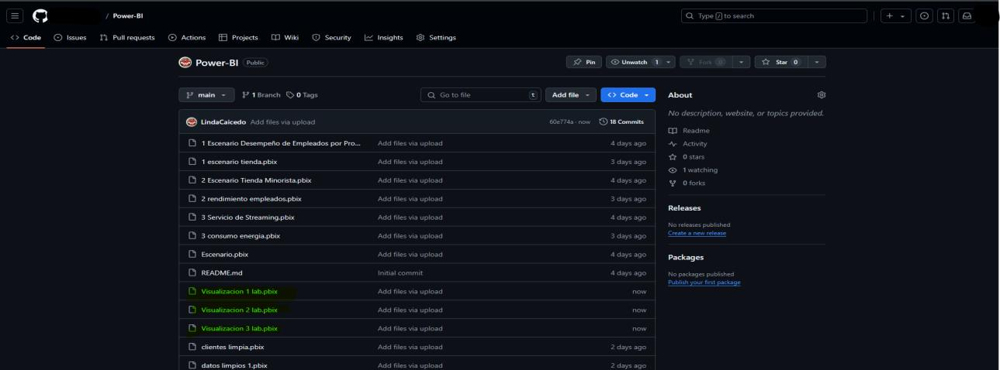 / Power-BI
Type / to search
Code Issues Pull requests Actions Projects Wiki Security Insights Settings
Power-BI Public
Pin Unwatch 1 Fork 0 Star 0
main 1 Branch 0 Tags Go to file t Add file Code
About
No description, website, or topics provided.
LindaCaicedo Add files via upload 60e774a · now 18 Commits
Readme
Activity
0 stars
1 watching
0 forks
1 Escenario Desempeño de Empleados por Pro... Add files via upload 4 days ago
1 escenario tienda.pbix Add files via upload 3 days ago
2 Escenario Tienda Minorista.pbix Add files via upload 4 days ago
2 rendimiento empleados.pbix Add files via upload 3 days ago
3 Servicio de Streaming.pbix Add files via upload 4 days ago
3 consumo energia.pbix Add files via upload 3 days ago
Escenario.pbix Add files via upload 4 days ago
README.md Initial commit 4 days ago
Visualizacion 1 lab.pbix Add files via upload now
Visualizacion 2 lab.pbix Add files via upload now
Visualizacion 3 lab.pbix Add files via upload now
clientes limpia.pbix Add files via upload 2 days ago
datos limpios 1.pbix Add files via upload 2 days ago
Releases
No releases published
Create a new release
Packages
No packages published
Publish your first package